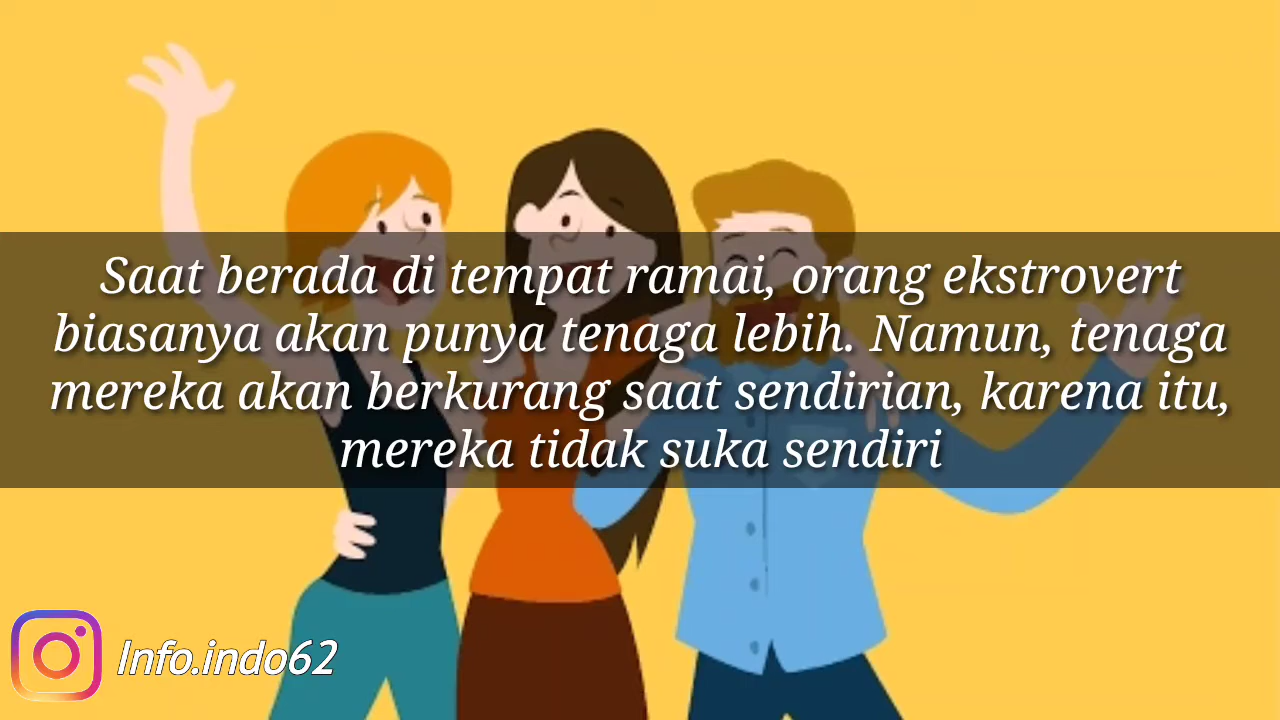 Saat berada di tempat ramai, orang ekstrovert
biasanya akan punya tenaga lebih. Namun, tenaga
mereka akan berkurang saat sendirian, karena itu,
mereka tidak suka sendiri
Info.indo62